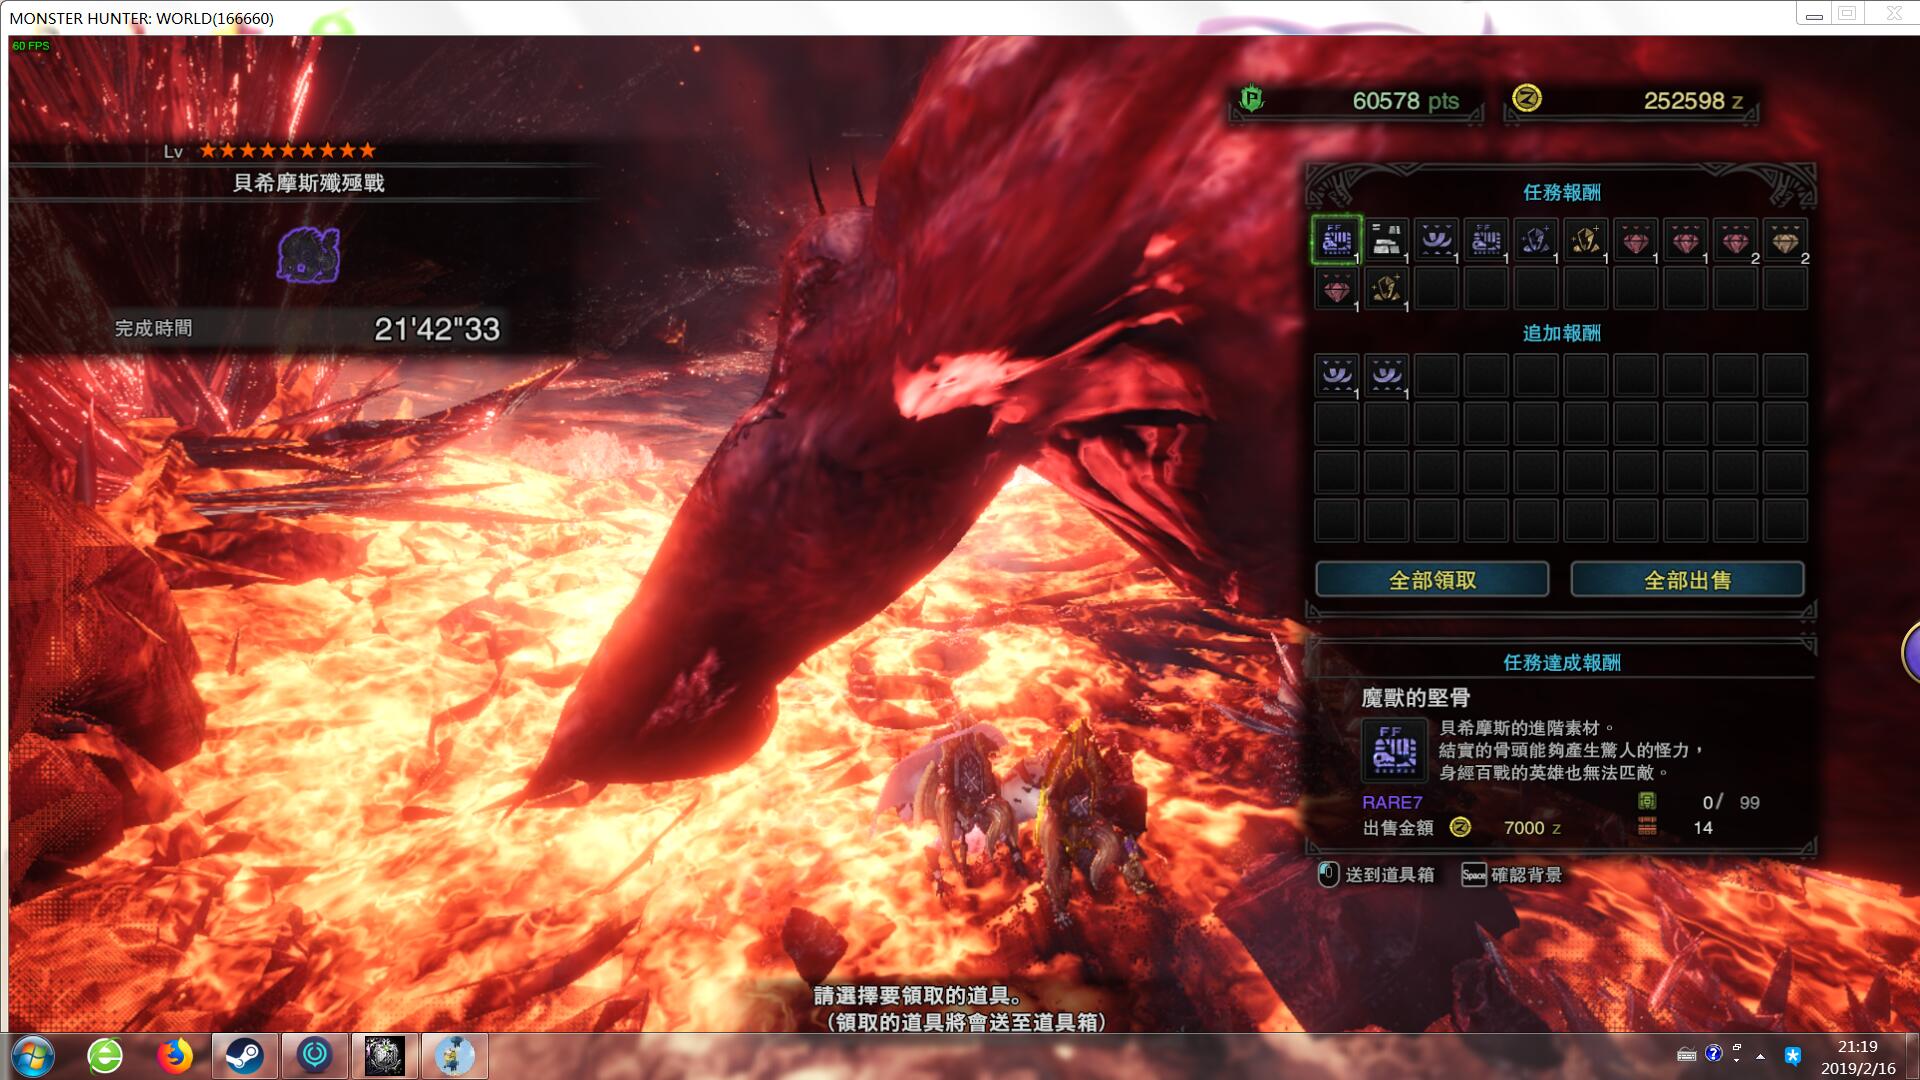 MONSTER HUNTER: WORLD(166660)
60 FPS
60578 pts
252598 z
Lv ★★★★★★★★★
貝希摩斯殲殛戰
完成時間 21'42"33
任務報酬
1 1 1 1 1 1 1 1 2 2
1 1
追加報酬
1 1
全部領取 全部出售
任務達成報酬
魔獸的堅骨
FF
貝希摩斯的進階素材。
結實的骨頭能夠產生驚人的怪力，
身經百戰的英雄也無法匹敵。
RARE7 0/ 99
出售金額 7000 z 14
送到道具箱 Space 確認背景
請選擇要領取的道具。
（領取的道具將會送至道具箱）
21:19
2019/2/16